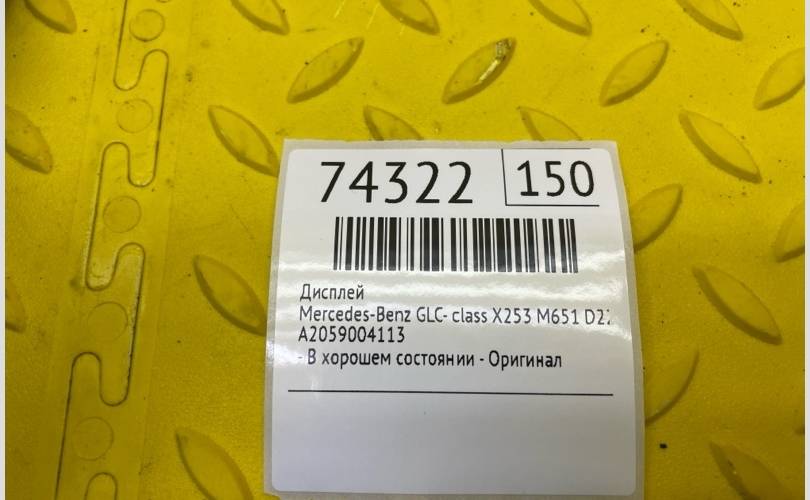 74322 150
Дисплей
Mercedes-Benz GLC- class X253 M651 D22
A2059004113
- В хорошем состоянии - Оригинал